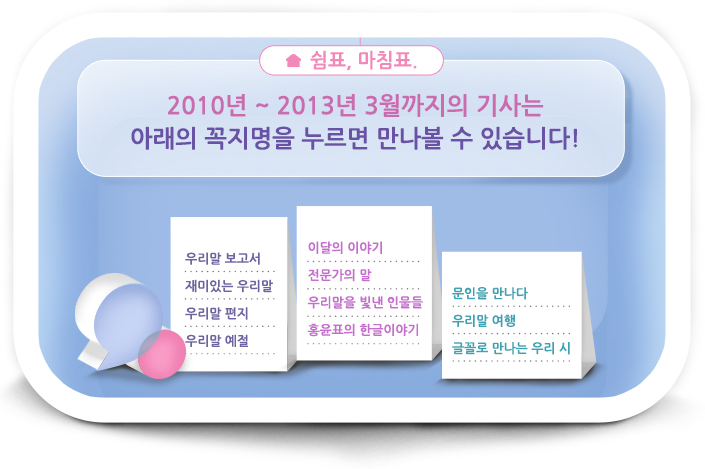 쉼표, 마침표.
2010년 ~ 2013년 3월까지의 기사는
아래의 꼭지명을 누르면 만나볼 수 있습니다!
우리말 보고서
재미있는 우리말
우리말 편지
우리말 예절
이달의 이야기
전문가의 말
우리말을 빛낸 인물들
홍윤표의 한글이야기
문인을 만나다
우리말 여행
글꼴로 만나는 우리 시